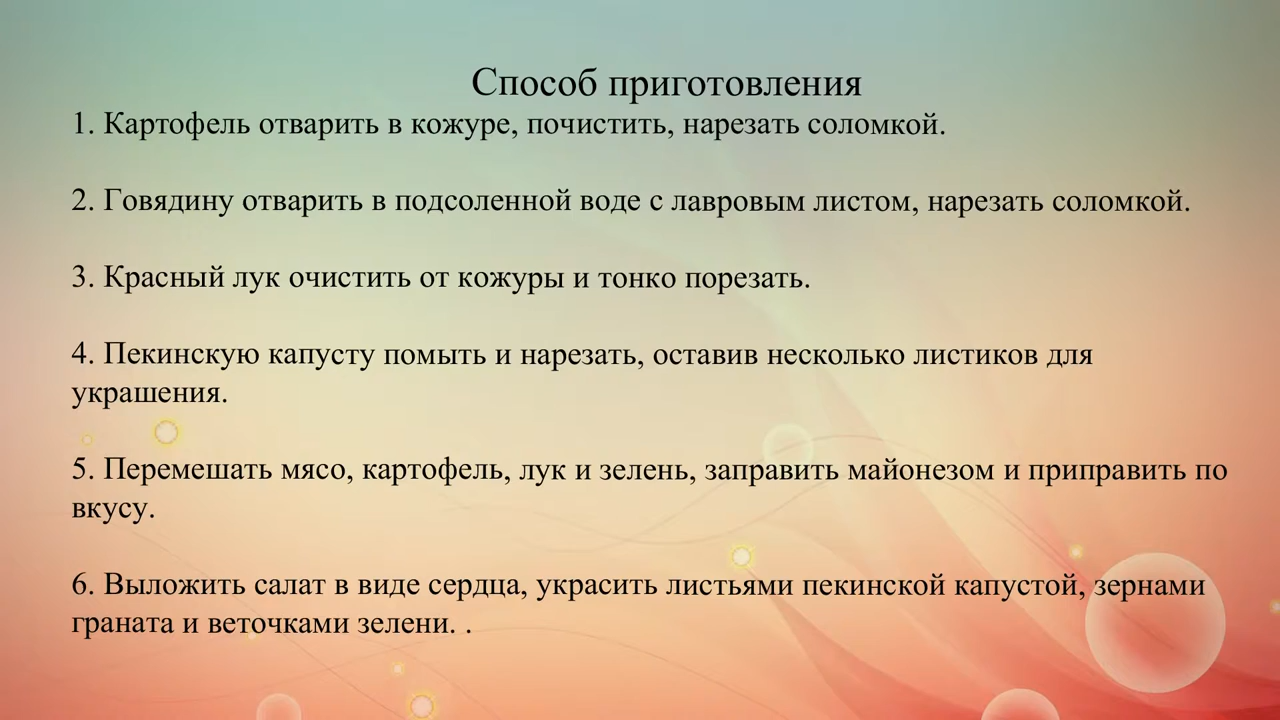 Способ приготовления
1. Картофель отварить в кожуре, почистить, нарезать соломкой.
2. Говядину отварить в подсоленной воде с лавровым листом, нарезать соломкой.
3. Красный лук очистить от кожуры и тонко порезать.
4. Пекинскую капусту помыть и нарезать, оставив несколько листиков для
украшения.
5. Перемешать мясо, картофель, лук и зелень, заправить майонезом и приправить по
вкусу.
6. Выложить салат в виде сердца, украсить листьями пекинской капустой, зернами
граната и веточками зелени. .